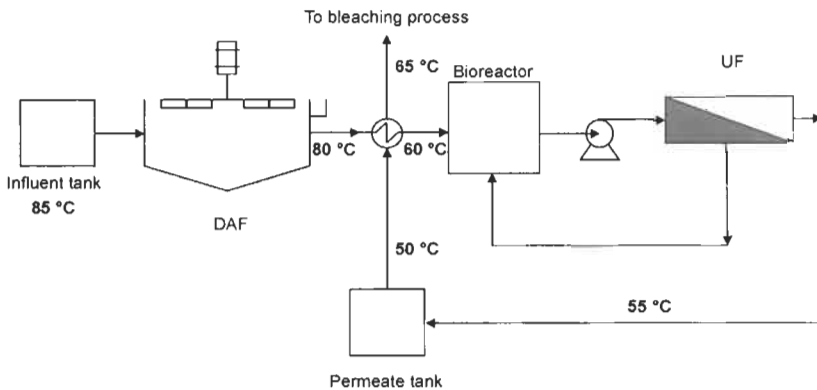 To bleaching process
65 °C
Bioreactor
UF
80 °C
60 °C
Influent tank
85 °C
DAF
50 °C
55 °C
Permeate tank